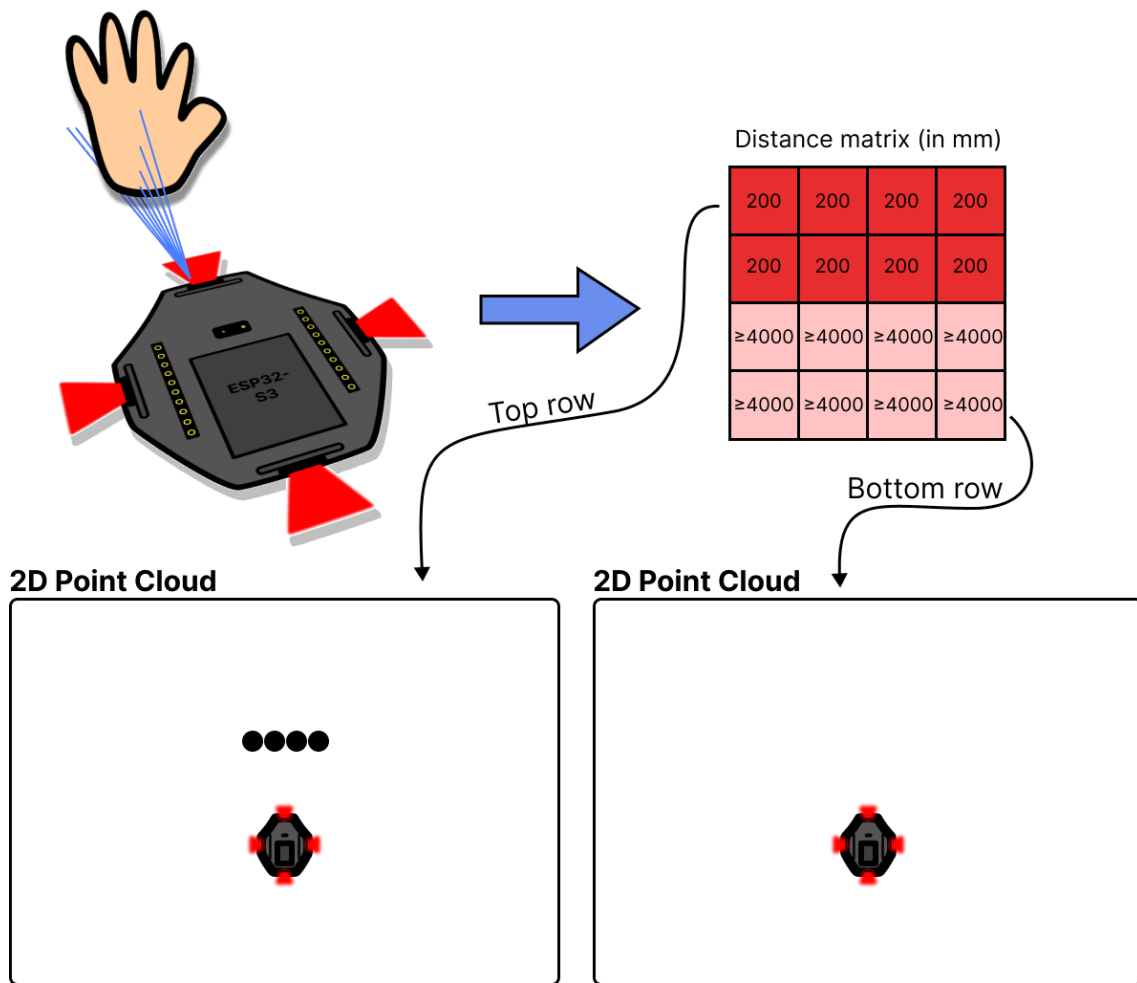 Distance matrix (in mm)
200 200 200 200
200 200 200 200
≥4000 ≥4000 ≥4000 ≥4000
≥4000 ≥4000 ≥4000 ≥4000
ESP32-
S3
Top row
Bottom row
2D Point Cloud
2D Point Cloud